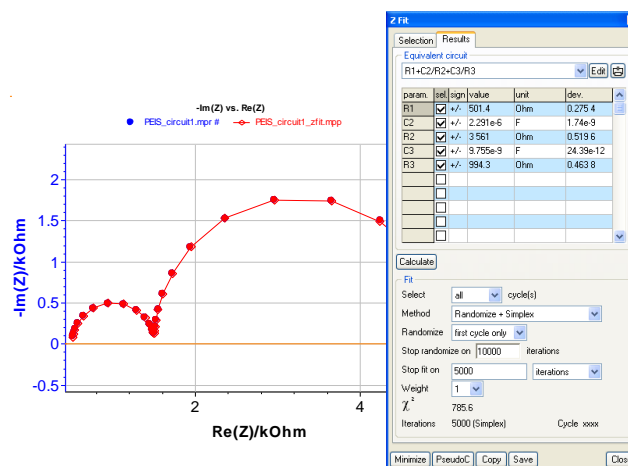 Z Fit
Selection Results
Equivalent circuit
R1+C2/R2+C3/R3 Edit
param. sel. sign value unit dev.
R1 +/- 501.4 Ohm 0.275 4
C2 +/- 2.291e-6 F 1.74e-9
R2 +/- 3 561 Ohm 0.519 6
C3 +/- 9.755e-9 F 24.39e-12
R3 +/- 994.3 Ohm 0.463 8
Calculate
Fit
Select all cycle(s)
Method Randomize + Simplex
Randomize first cycle only
Stop randomize on 10000 iterations
Stop fit on 5000 iterations
Weight 1
χ² 785.6
Iterations 5000 (Simplex) Cycle xxxx
Minimize PseudoC Copy Save Clos
-Im(Z) vs. Re(Z)
PEIS_circuit1.mpr # PEIS_circuit1_zfit.mpp
-Im(Z)/kOhm
2
1.5
1
0.5
0
-0.5
2 4
Re(Z)/kOhm